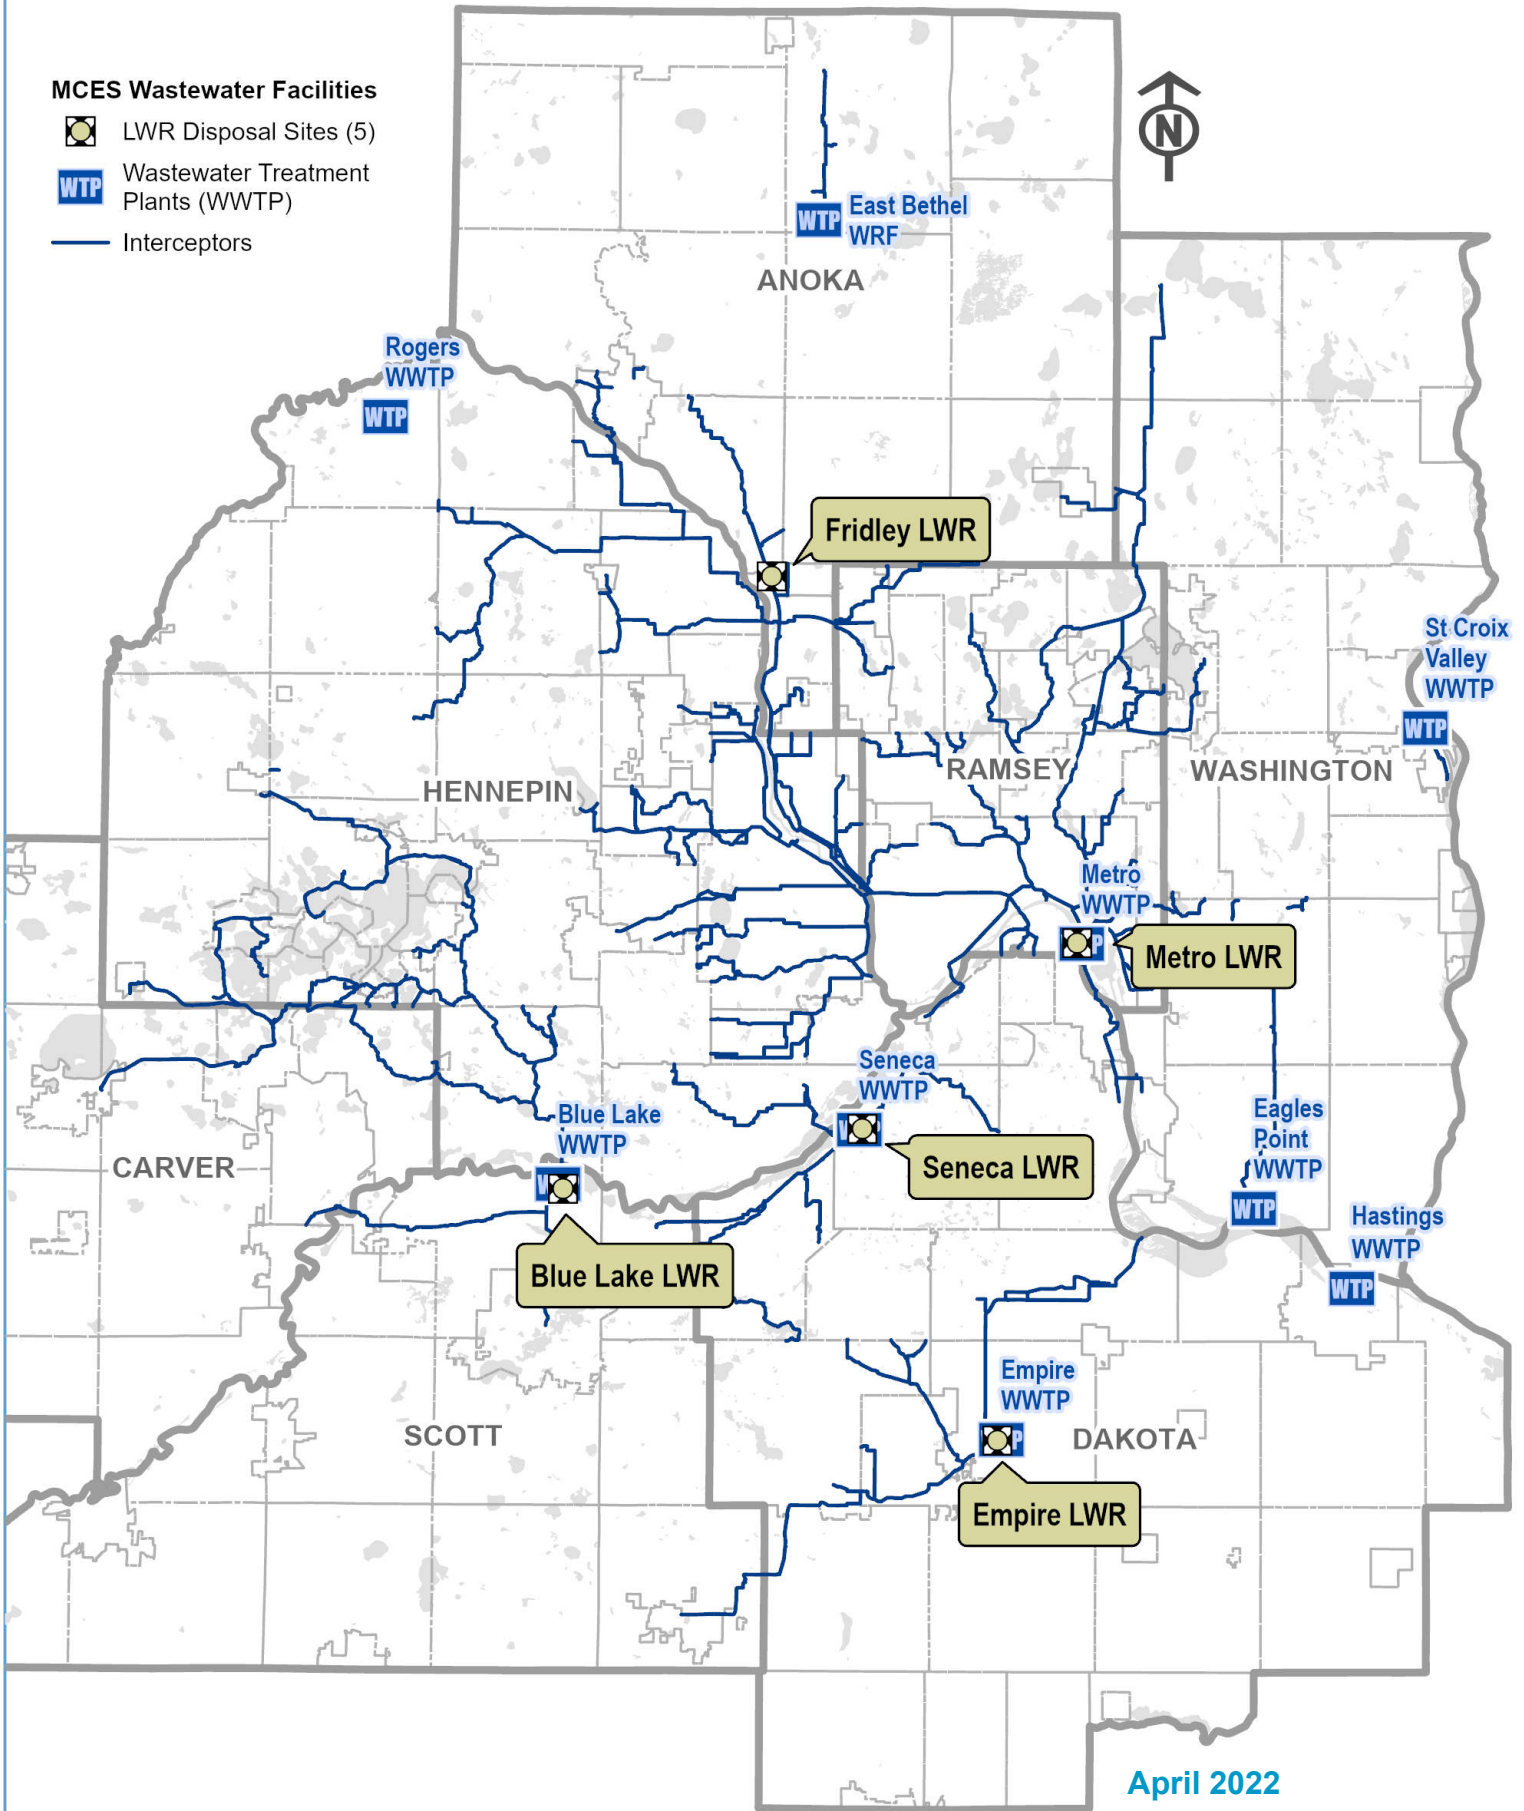 MCES Wastewater Facilities
LWR Disposal Sites (5)
WTP
Wastewater Treatment
Plants (WWTP)
Interceptors
N
WTP
East Bethel
WRF
ANOKA
Rogers
WWTP
WTP
Fridley LWR
St Croix
Valley
WWTP
WTP
RAMSEY
WASHINGTON
HENNEPIN
Metro
WWTP
P
Metro LWR
Seneca
WWTP
W
Seneca LWR
Blue Lake
WWTP
W
Blue Lake LWR
CARVER
Eagles
Point
WWTP
WTP
Hastings
WWTP
WTP
Empire
WWTP
P
Empire LWR
SCOTT
DAKOTA
April 2022